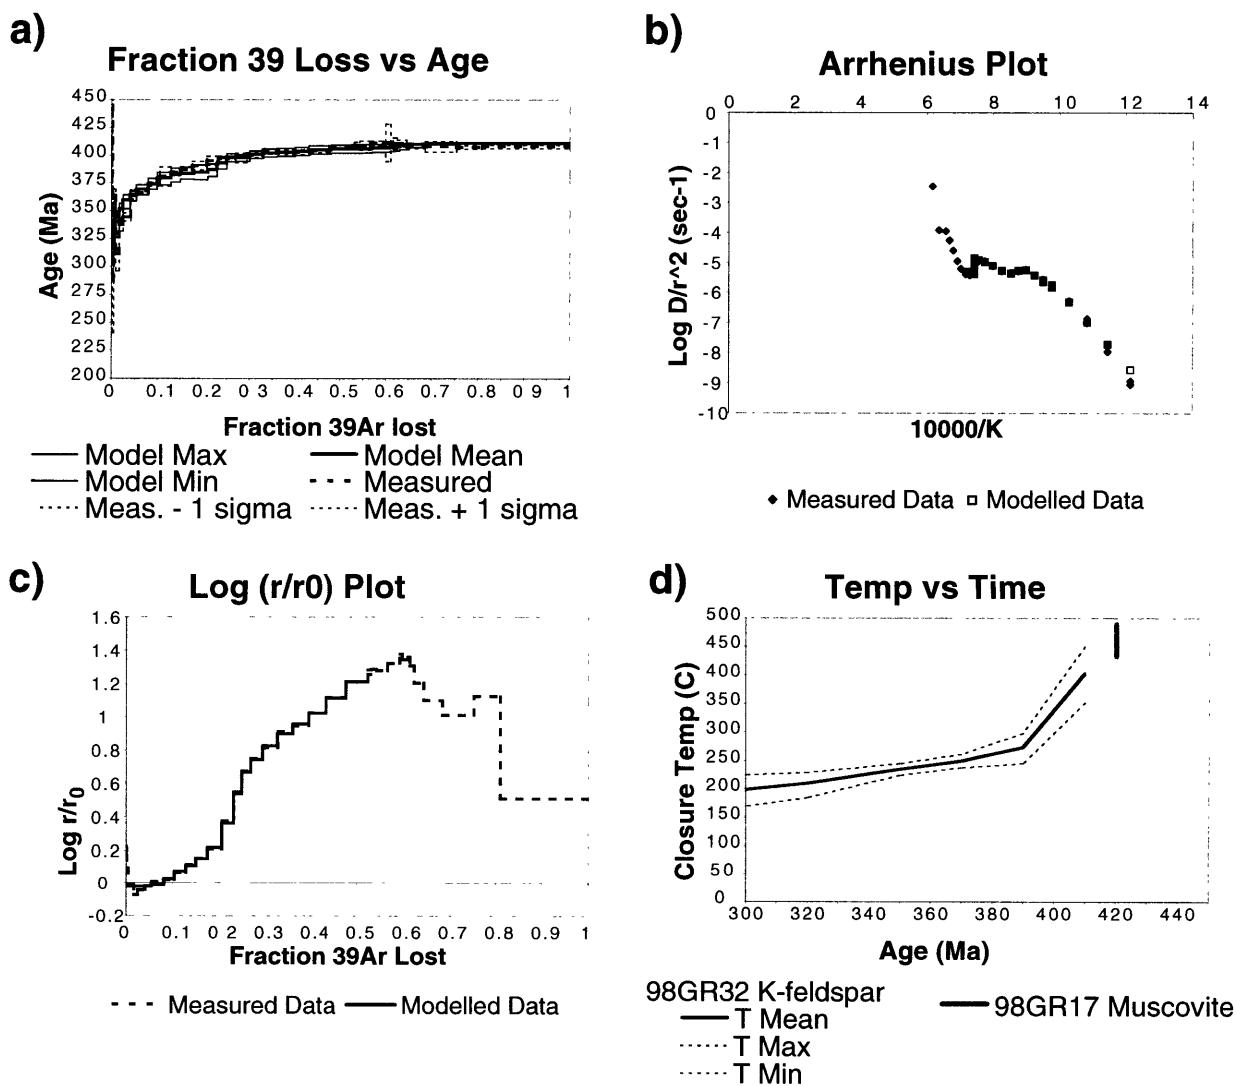 a)
Fraction 39 Loss vs Age
450
425
400
375
350
325
300
275
250
225
200
Age (Ma)
0 0.1 0.2 0 3 0.4 0.5 0.6 0.7 0.8 0 9 1
Fraction 39Ar lost
Model Max
Model Mean
Model Min
Measured
Meas. - 1 sigma
Meas. + 1 sigma
b)
Arrhenius Plot
0 2 4 6 8 10 12 14
0
-1
-2
-3
-4
-5
-6
-7
-8
-9
-10
Log D/r^2 (sec-1)
10000/K
Measured Data
Modelled Data
c)
Log (r/r0) Plot
1.6
1.4
1.2
1
0.8
0.6
0.4
0.2
0
-0.2
Log r/r0
0 0.1 0 2 0.3 0.4 0.5 0.6 0.7 0.8 0.9 1
Fraction 39Ar Lost
Measured Data
Modelled Data
d)
Temp vs Time
500
450
400
350
300
250
200
150
100
50
0
Closure Temp (C)
300 320 340 360 380 400 420 440
Age (Ma)
98GR32 K-feldspar
98GR17 Muscovite
T Mean
T Max
T Min